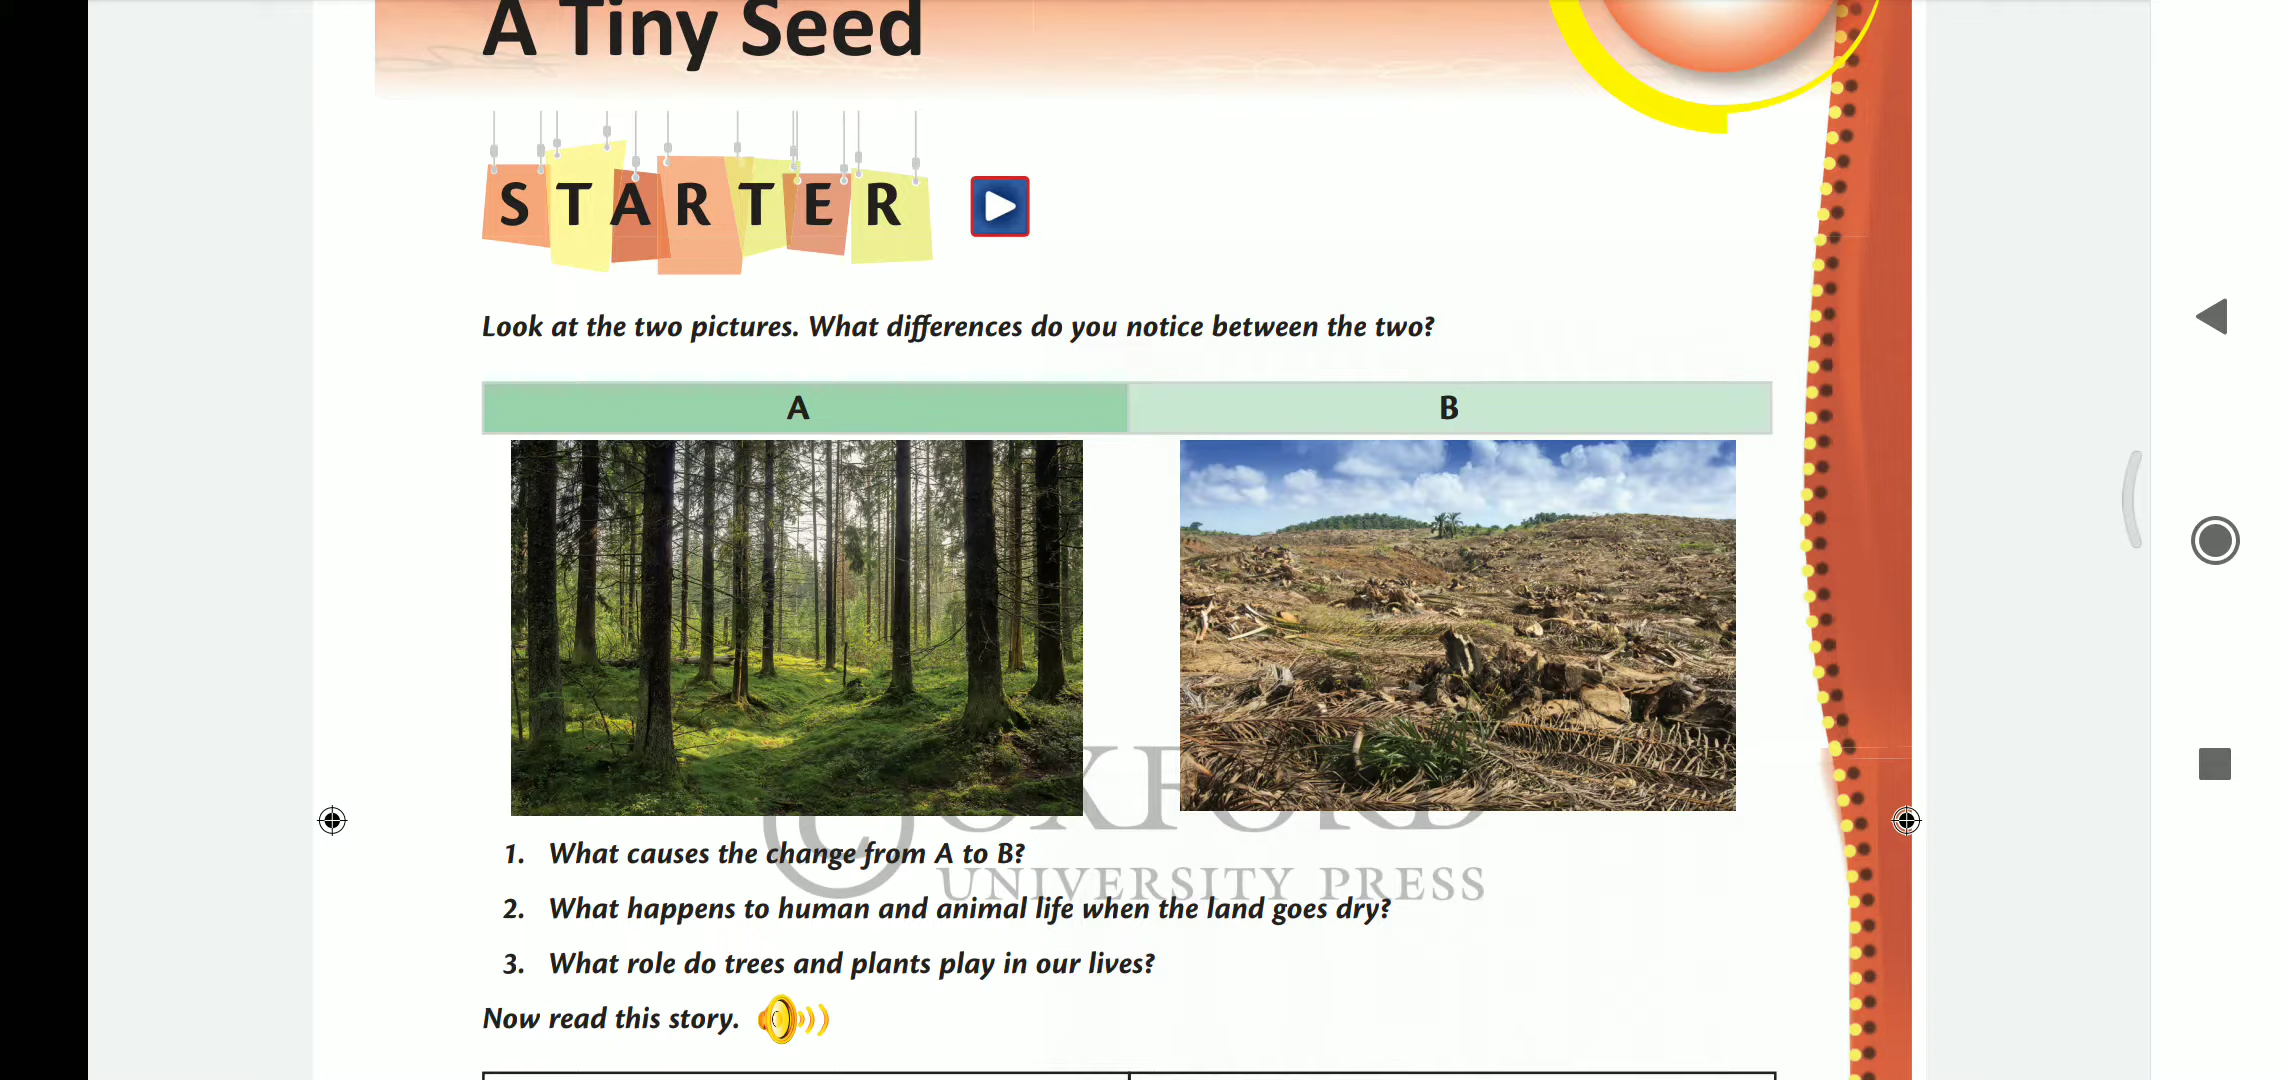 A Tiny Seed
STARTER
Look at the two pictures. What differences do you notice between the two?
A B
1. What causes the change from A to B?
2. What happens to human and animal life when the land goes dry?
3. What role do trees and plants play in our lives?
Now read this story.
© OXFORD
UNIVERSITY PRESS